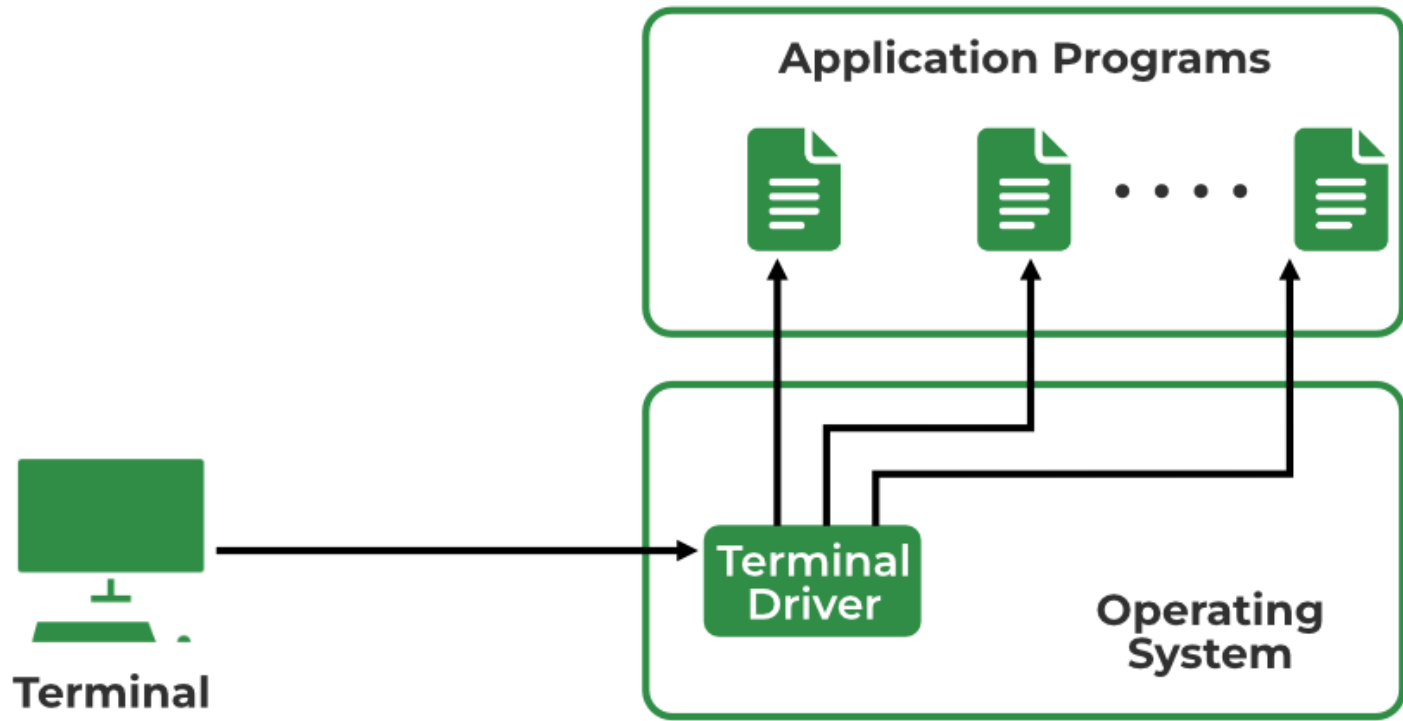 Application Programs
Terminal
Driver
Operating
System
Terminal